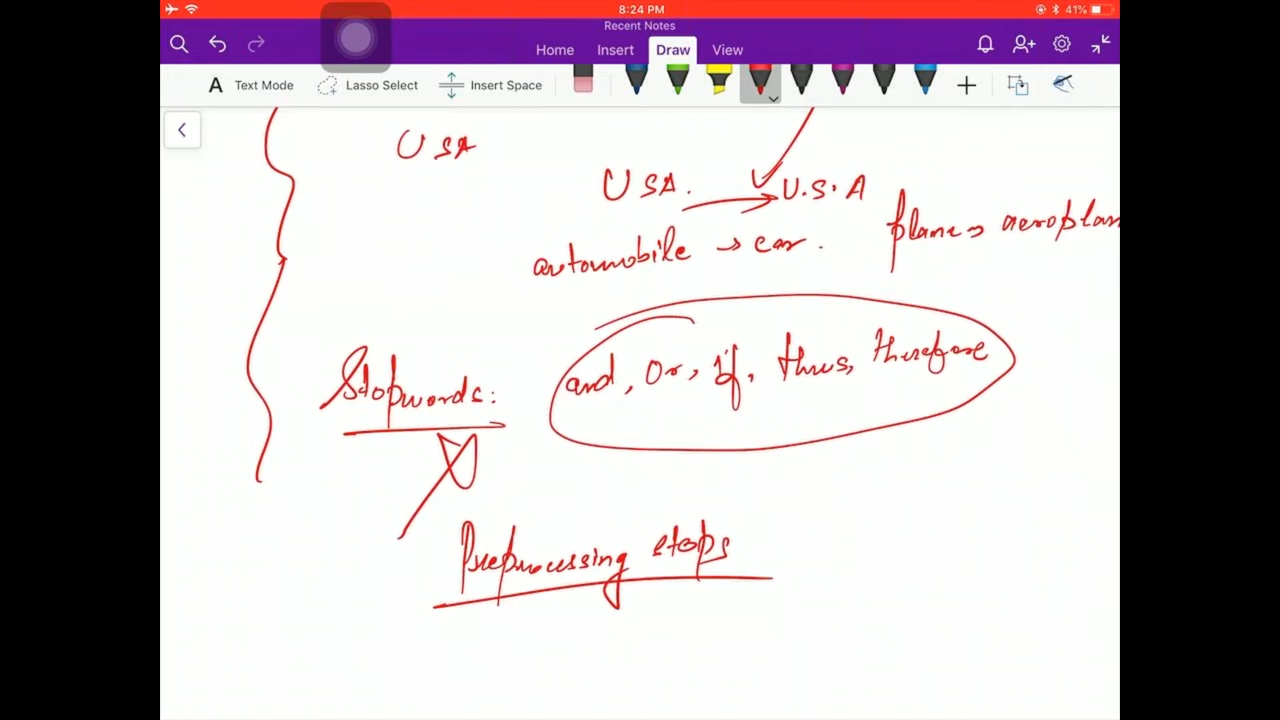 8:24 PM
41%
Recent Notes
Home Insert Draw View
A Text Mode Lasso Select Insert Space
USA
USA. → U.S.A
automobile → car. plane → aeroplan
Stopwords: and, or, if, thus, therefore
Preprocessing steps